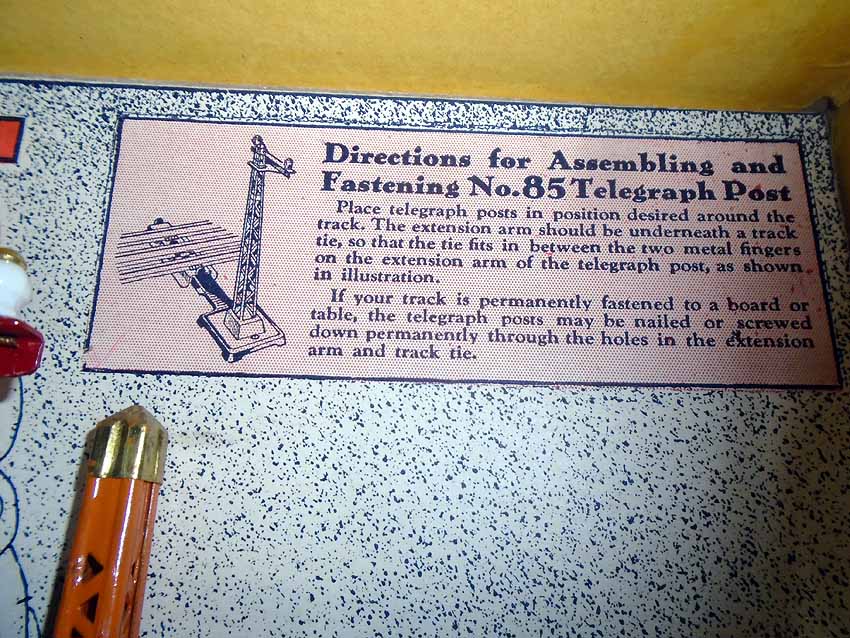 Directions for Assembling and
Fastening No. 85 Telegraph Post
Place telegraph posts in position desired around the
track. The extension arm should be underneath a track
tie, so that the tie fits in between the two metal fingers
on the extension arm of the telegraph post, as shown
in illustration.
If your track is permanently fastened to a board or
table, the telegraph posts may be nailed or screwed
down permanently through the holes in the extension
arm and track tie.